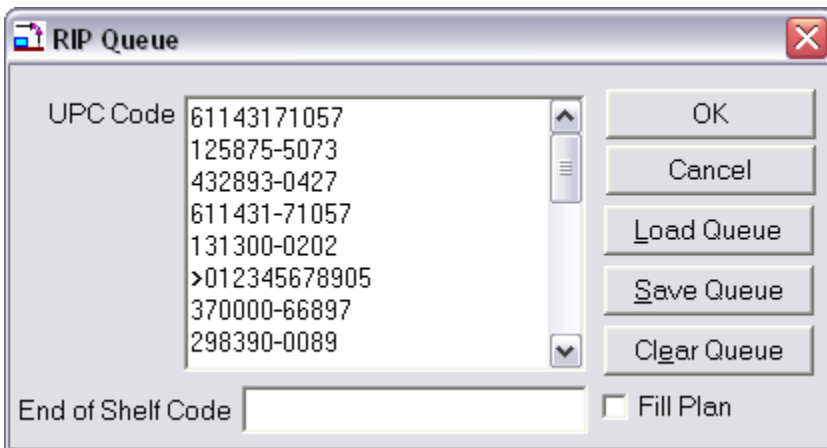 RIP Queue
UPC Code
61143171057
125875-5073
432893-0427
611431-71057
131300-0202
>012345678905
370000-66897
298390-0089
OK
Cancel
Load Queue
Save Queue
Clear Queue
End of Shelf Code
Fill Plan